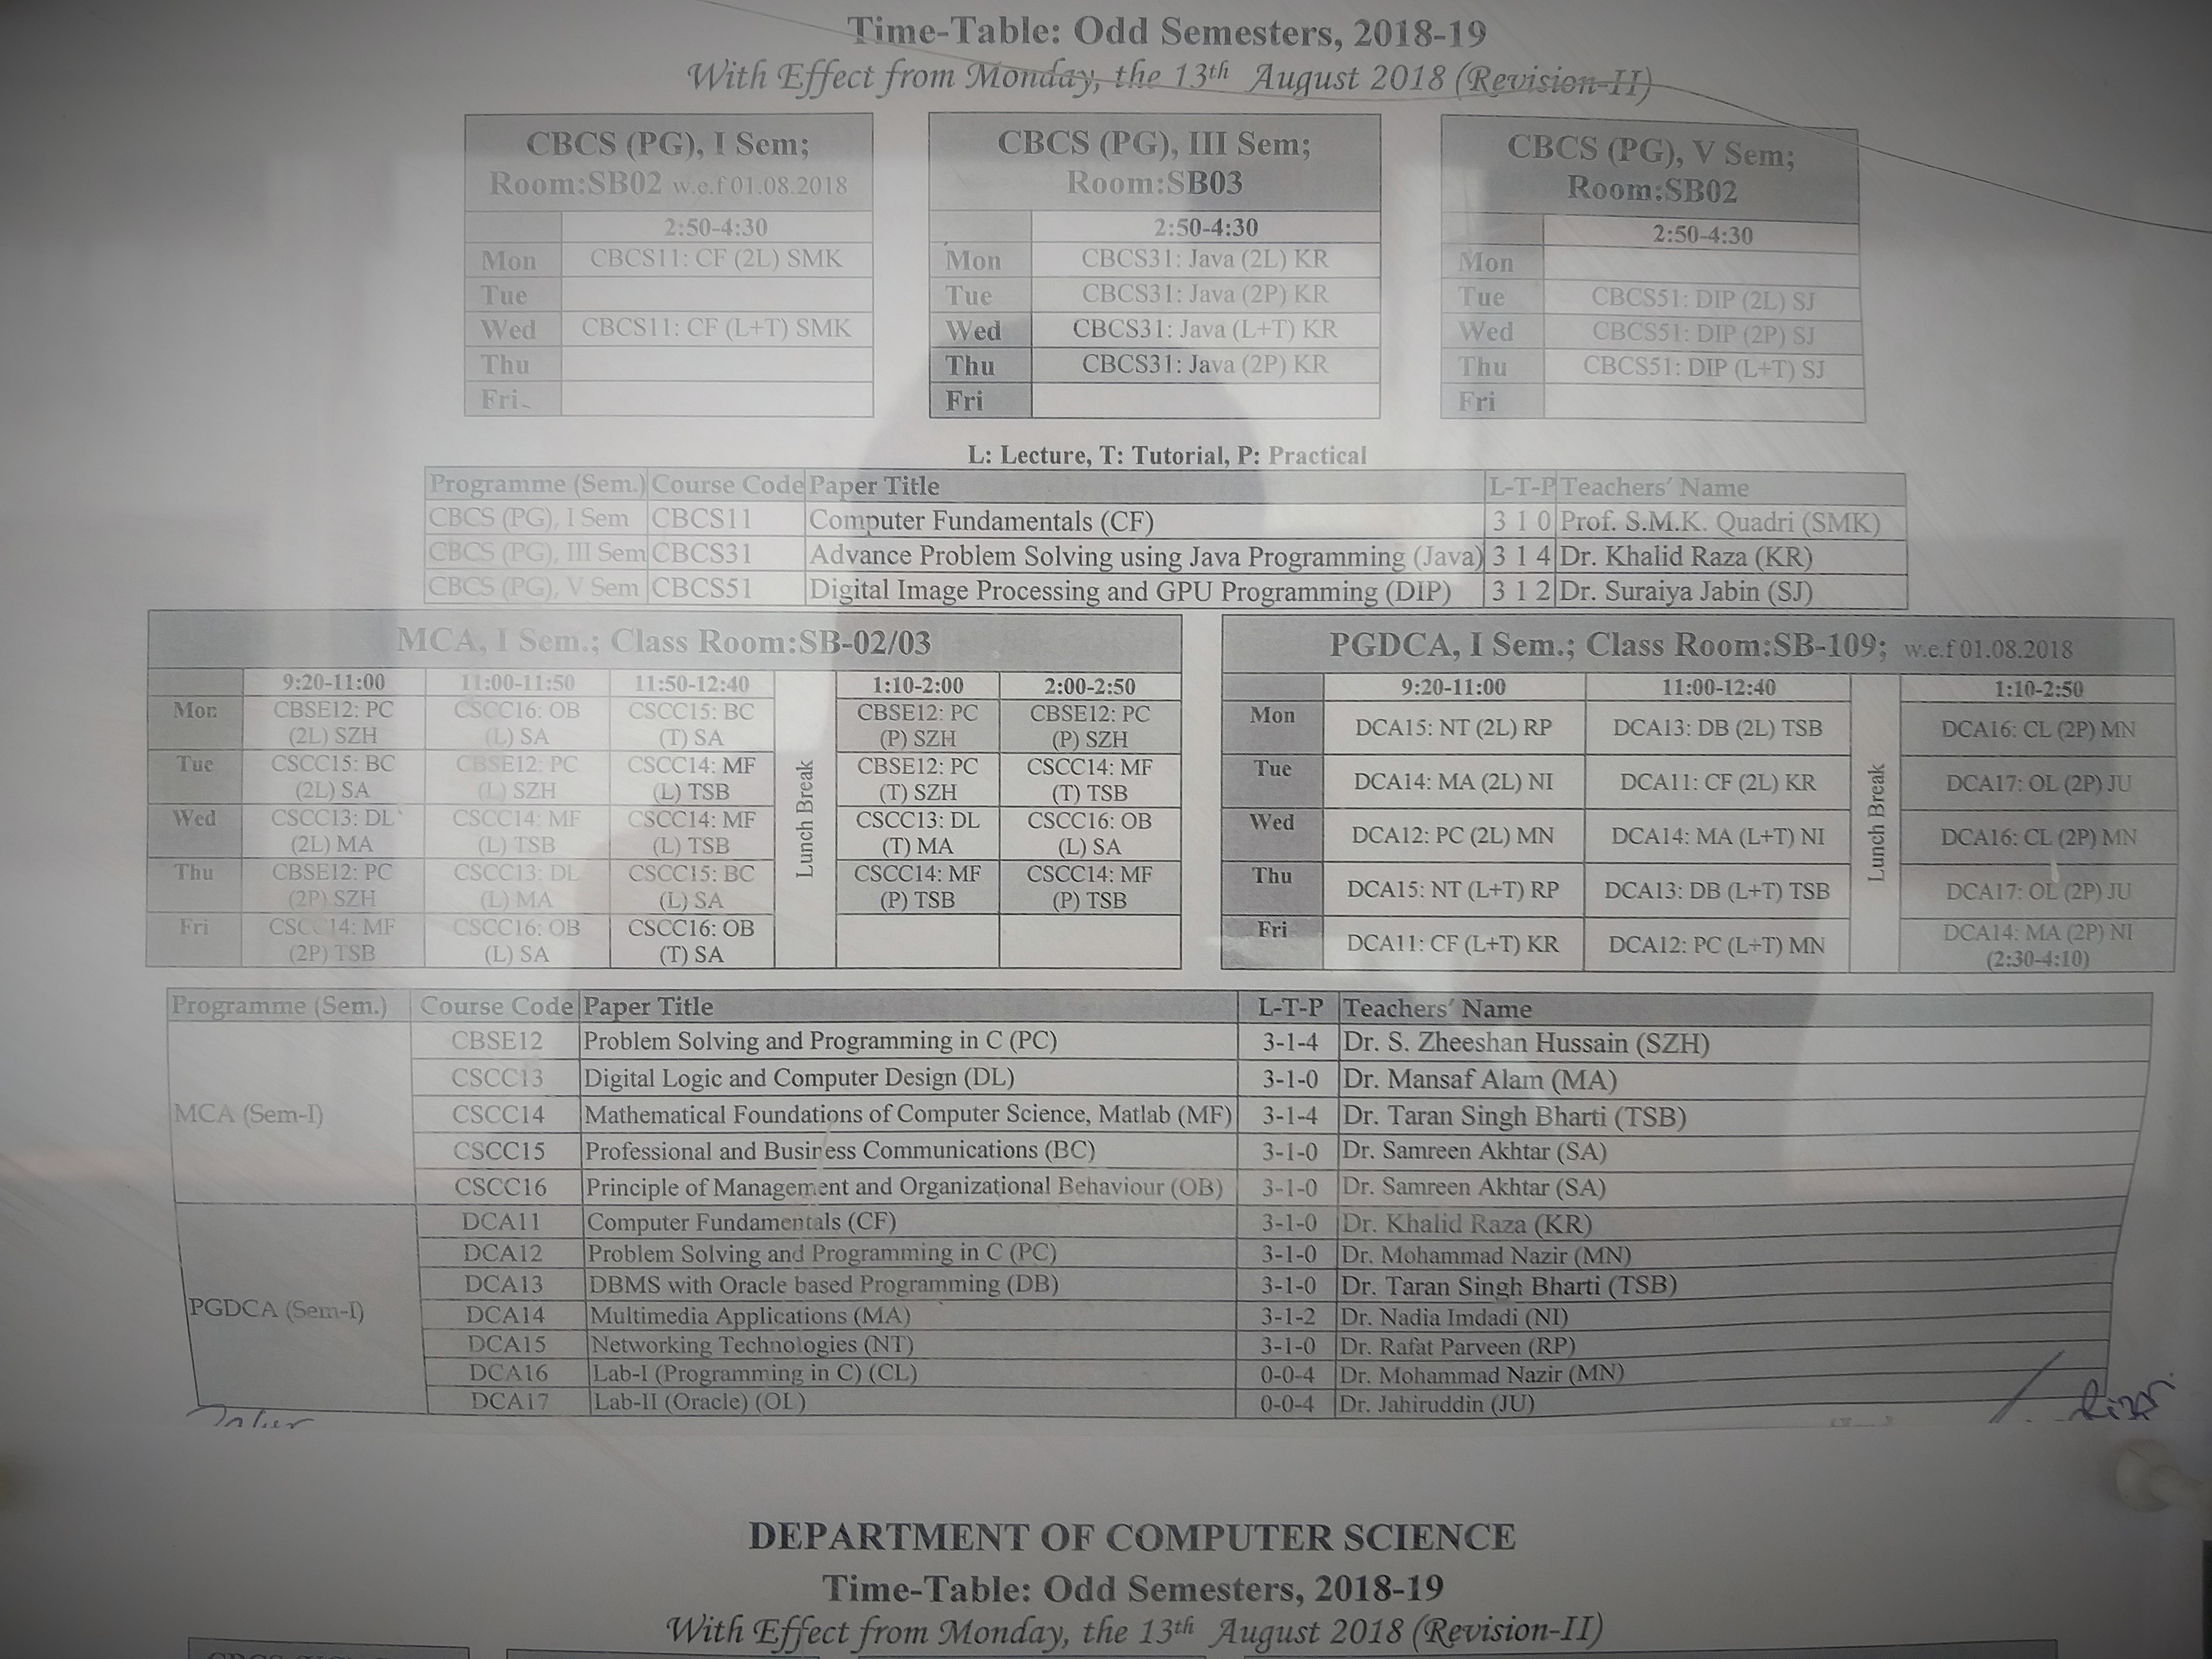 Time-Table: Odd Semesters, 2018-19
With Effect from Monday, the 13th August 2018 (Revision-II)
CBCS (PG), I Sem;
Room:SB02 w.e.f 01.08.2018
2:50-4:30
Mon CBCS11: CF (2L) SMK
Tue
Wed CBCS11: CF (L+T) SMK
Thu
Fri
CBCS (PG), III Sem;
Room:SB03
2:50-4:30
Mon CBCS31: Java (2L) KR
Tue CBCS31: Java (2P) KR
Wed CBCS31: Java (L+T) KR
Thu CBCS31: Java (2P) KR
Fri
CBCS (PG), V Sem;
Room:SB02
2:50-4:30
Mon
Tue CBCS51: DIP (2L) SJ
Wed CBCS51: DIP (2P) SJ
Thu CBCS51: DIP (L+T) SJ
Fri
L: Lecture, T: Tutorial, P: Practical
Programme (Sem.) Course Code Paper Title L-T-P Teachers' Name
CBCS (PG), I Sem CBCS11 Computer Fundamentals (CF) 3 1 0 Prof. S.M.K. Quadri (SMK)
CBCS (PG), III Sem CBCS31 Advance Problem Solving using Java Programming (Java) 3 1 4 Dr. Khalid Raza (KR)
CBCS (PG), V Sem CBCS51 Digital Image Processing and GPU Programming (DIP) 3 1 2 Dr. Suraiya Jabin (SJ)
MCA, I Sem.; Class Room:SB-02/03
9:20-11:00 11:00-11:50 11:50-12:40 Lunch Break 1:10-2:00 2:00-2:50
Mon CBSE12: PC CSCC16: OB CSCC15: BC CBSE12: PC CBSE12: PC
(2L) SZH (L) SA (T) SA (P) SZH (P) SZH
Tue CSCC15: BC CBSE12: PC CSCC14: MF CBSE12: PC CSCC14: MF
(2L) SA (L) SZH (L) TSB (T) SZH (T) TSB
Wed CSCC13: DL CSCC14: MF CSCC14: MF CSCC13: DL CSCC16: OB
(2L) MA (L) TSB (L) TSB (T) MA (L) SA
Thu CBSE12: PC CSCC13: DL CSCC15: BC CSCC14: MF CSCC14: MF
(2P) SZH (L) MA (L) SA (P) TSB (P) TSB
Fri CSCC14: MF CSCC16: OB CSCC16: OB
(2P) TSB (L) SA (T) SA
PGDCA, I Sem.; Class Room:SB-109; w.e.f 01.08.2018
9:20-11:00 11:00-12:40 Lunch Break 1:10-2:50
Mon DCA15: NT (2L) RP DCA13: DB (2L) TSB DCA16: CL (2P) MN
Tue DCA14: MA (2L) NI DCA11: CF (2L) KR DCA17: OL (2P) JU
Wed DCA12: PC (2L) MN DCA14: MA (L+T) NI DCA16: CL (2P) MN
Thu DCA15: NT (L+T) RP DCA13: DB (L+T) TSB DCA17: OL (2P) JU
Fri DCA11: CF (L+T) KR DCA12: PC (L+T) MN DCA14: MA (2P) NI
(2:30-4:10)
Programme (Sem.) Course Code Paper Title L-T-P Teachers' Name
MCA (Sem-I)
CBSE12 Problem Solving and Programming in C (PC) 3-1-4 Dr. S. Zheeshan Hussain (SZH)
CSCC13 Digital Logic and Computer Design (DL) 3-1-0 Dr. Mansaf Alam (MA)
CSCC14 Mathematical Foundations of Computer Science, Matlab (MF) 3-1-4 Dr. Taran Singh Bharti (TSB)
CSCC15 Professional and Business Communications (BC) 3-1-0 Dr. Samreen Akhtar (SA)
CSCC16 Principle of Management and Organizational Behaviour (OB) 3-1-0 Dr. Samreen Akhtar (SA)
PGDCA (Sem-I)
DCA11 Computer Fundamentals (CF) 3-1-0 Dr. Khalid Raza (KR)
DCA12 Problem Solving and Programming in C (PC) 3-1-0 Dr. Mohammad Nazir (MN)
DCA13 DBMS with Oracle based Programming (DB) 3-1-0 Dr. Taran Singh Bharti (TSB)
DCA14 Multimedia Applications (MA) 3-1-2 Dr. Nadia Imdadi (NI)
DCA15 Networking Technologies (NT) 3-1-0 Dr. Rafat Parveen (RP)
DCA16 Lab-I (Programming in C) (CL) 0-0-4 Dr. Mohammad Nazir (MN)
DCA17 Lab-II (Oracle) (OL) 0-0-4 Dr. Jahiruddin (JU)
DEPARTMENT OF COMPUTER SCIENCE
Time-Table: Odd Semesters, 2018-19
With Effect from Monday, the 13th August 2018 (Revision-II)